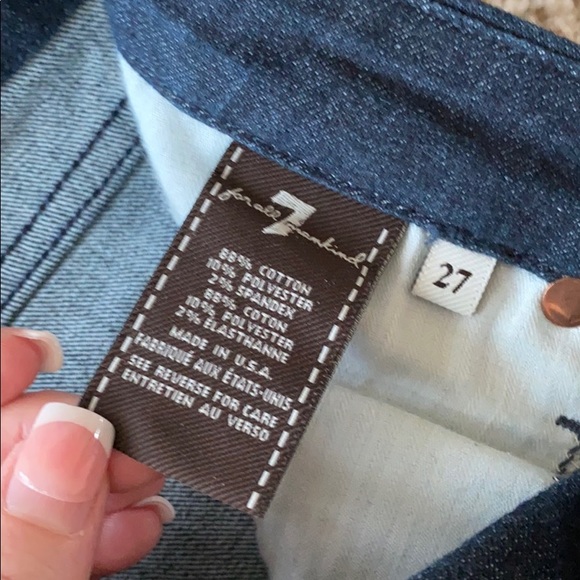 7
for all mankind
88% COTTON
10% POLYESTER
2% SPANDEX
88% COTON
10% POLYESTER
2% ÉLASTHANNE
MADE IN U.S.A.
FABRIQUÉ AUX ÉTATS-UNIS
SEE REVERSE FOR CARE
ENTRETIEN AU VERSO
27